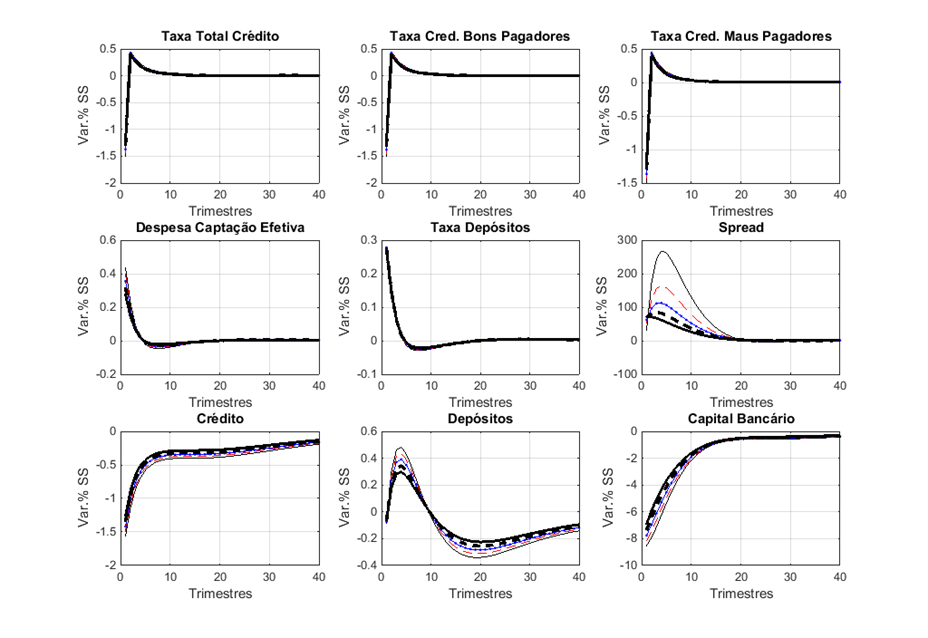 Taxa Total Crédito
Taxa Cred. Bons Pagadores
Taxa Cred. Maus Pagadores
Var.% SS
0.5
0
-0.5
-1
-1.5
-2
0 10 20 30 40
Trimestres
Var.% SS
0.5
0
-0.5
-1
-1.5
-2
0 10 20 30 40
Trimestres
Var.% SS
0.5
0
-0.5
-1
-1.5
0 10 20 30 40
Trimestres
Despesa Captação Efetiva
Taxa Depósitos
Spread
Var.% SS
0.6
0.4
0.2
0
-0.2
0 10 20 30 40
Trimestres
Var.% SS
0.3
0.2
0.1
0
-0.1
0 10 20 30 40
Trimestres
Var.% SS
300
200
100
0
-100
0 10 20 30 40
Trimestres
Crédito
Depósitos
Capital Bancário
Var.% SS
0
-0.5
-1
-1.5
-2
0 10 20 30 40
Trimestres
Var.% SS
0.6
0.4
0.2
0
-0.2
-0.4
0 10 20 30 40
Trimestres
Var.% SS
0
-2
-4
-6
-8
-10
0 10 20 30 40
Trimestres